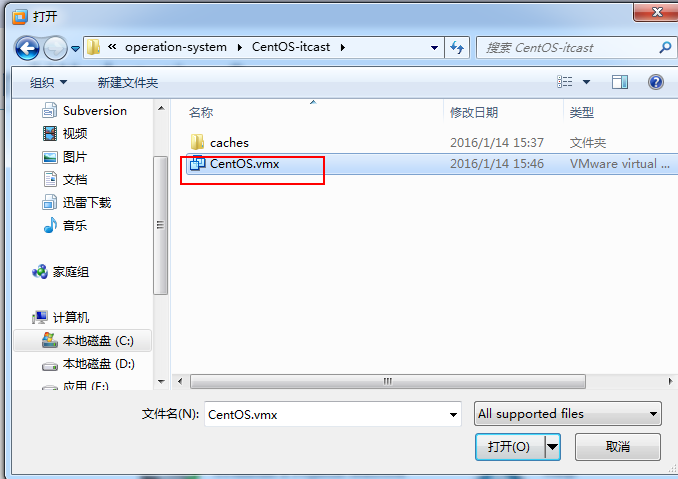 打开
« operation-system CentOS-itcast
搜索 CentOS-itcast
组织 新建文件夹
名称 修改日期 类型
Subversion
视频
图片
文档
迅雷下载
音乐
家庭组
计算机
本地磁盘 (C:)
本地磁盘 (D:)
应用 (E:)
caches 2016/1/14 15:37 文件夹
CentOS.vmx 2016/1/14 15:46 VMware virtual ...
文件名(N): CentOS.vmx
All supported files
打开(O) 取消